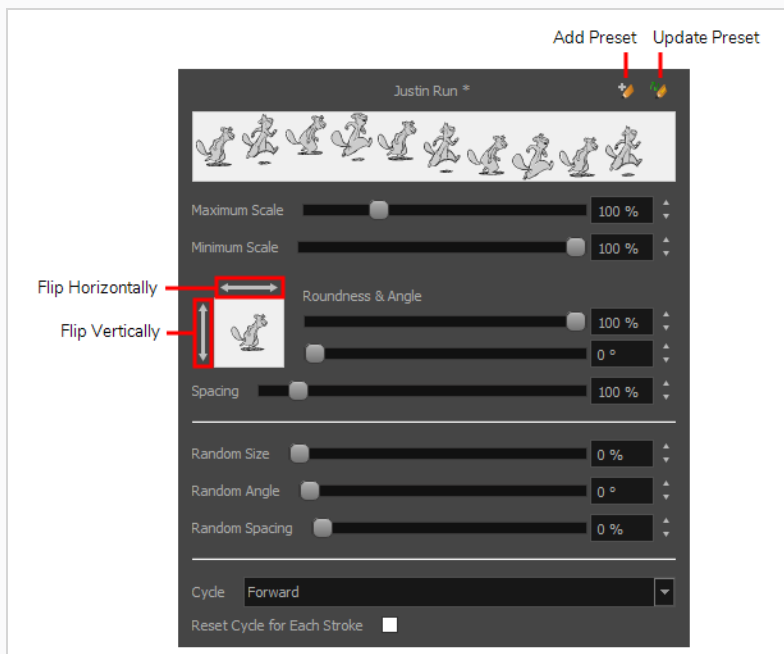 Add Preset Update Preset
Justin Run *
Maximum Scale 100 %
Minimum Scale 100 %
Flip Horizontally
Roundness & Angle
Flip Vertically
100 %
0 °
Spacing 100 %
Random Size 0 %
Random Angle 0 °
Random Spacing 0 %
Cycle Forward
Reset Cycle for Each Stroke